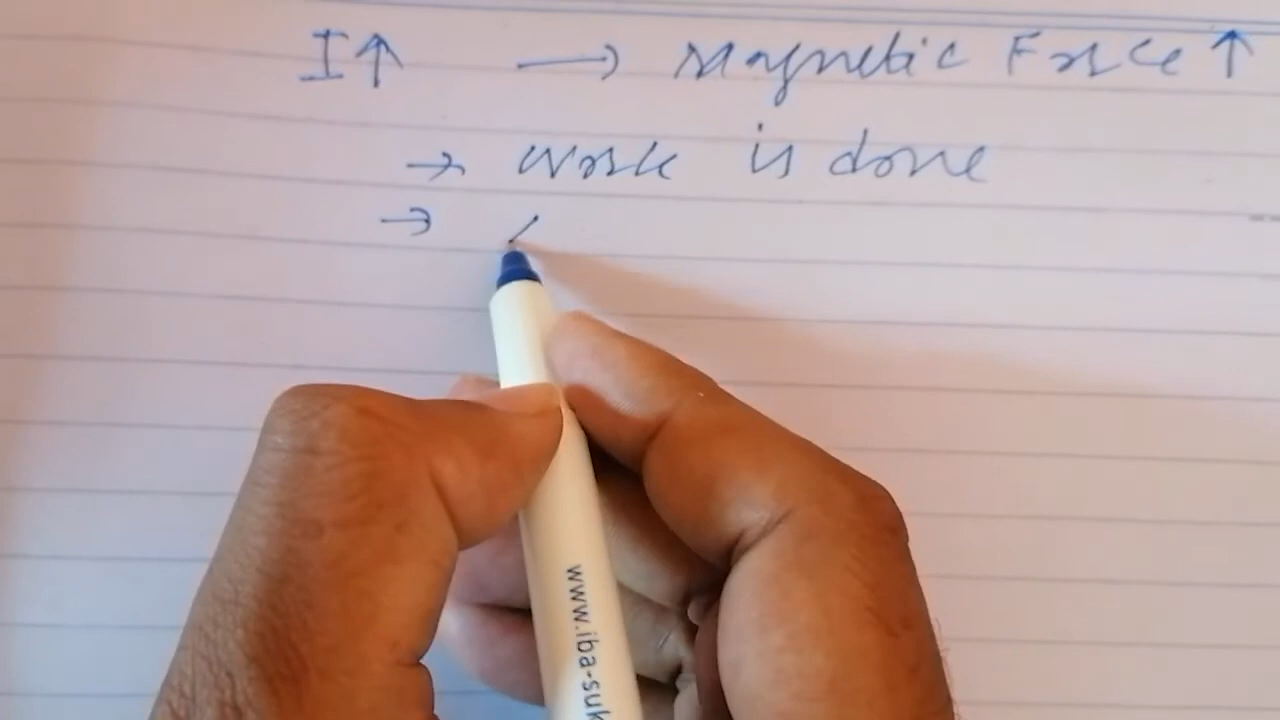 I↑ → Magnetic Force ↑
→ Work is done
→
www.iba-suk